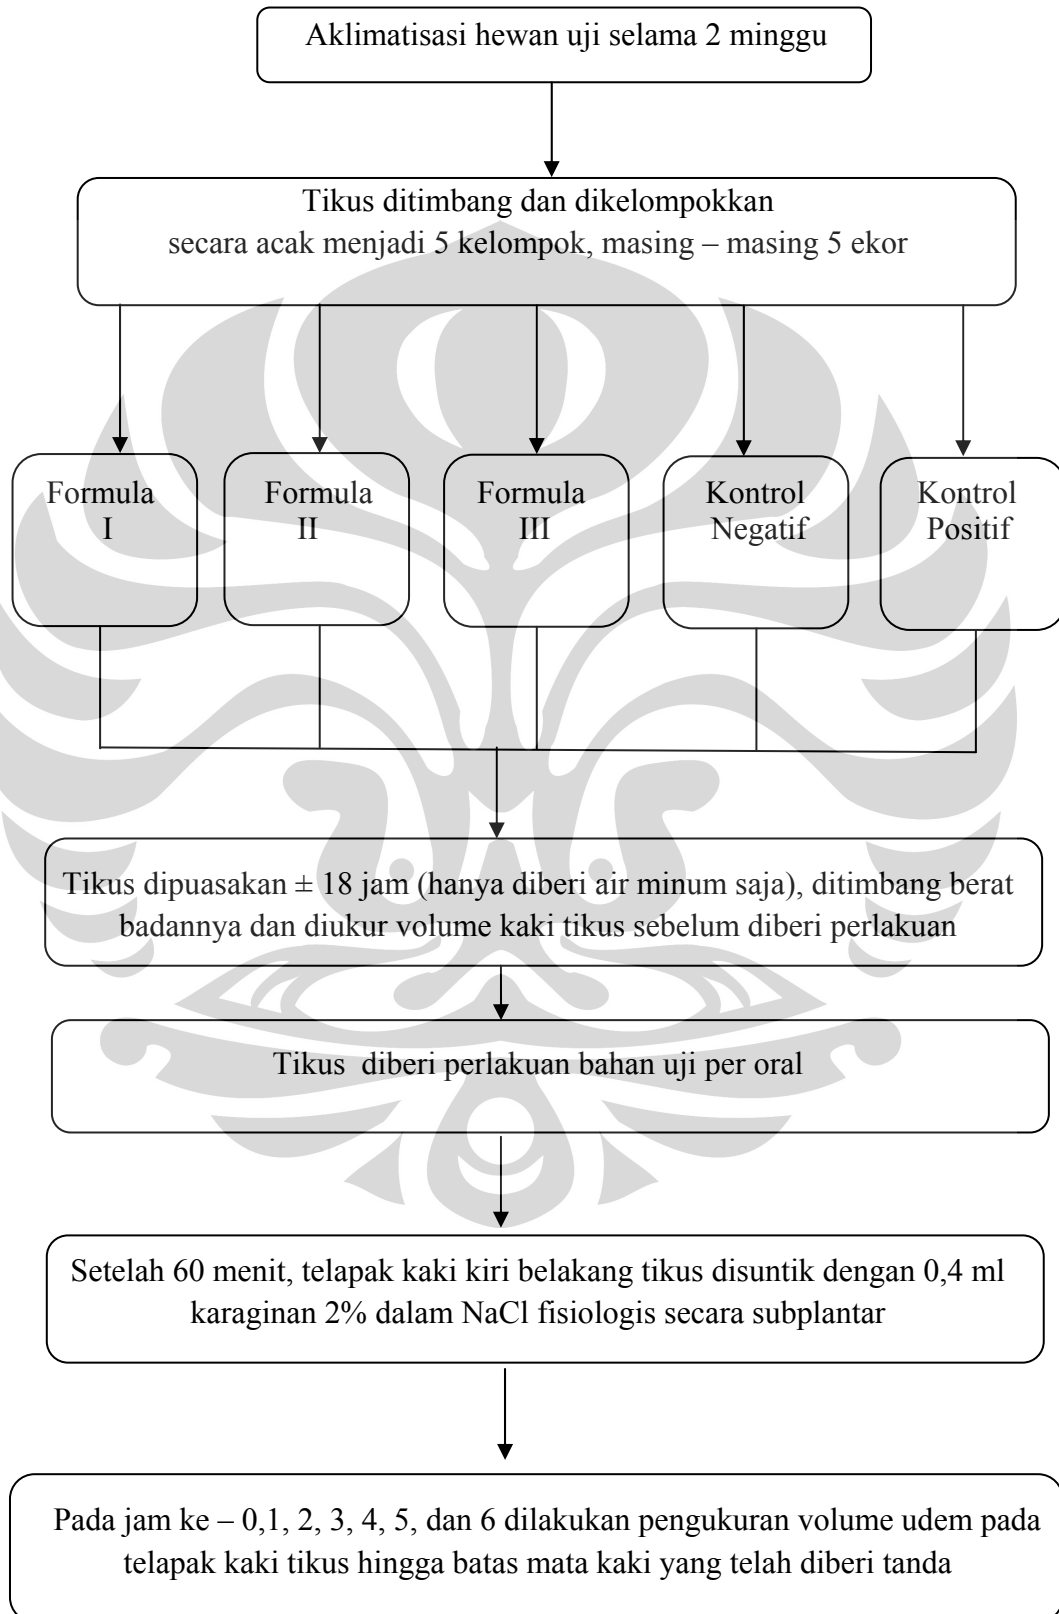 Aklimatisasi hewan uji selama 2 minggu
Tikus ditimbang dan dikelompokkan
secara acak menjadi 5 kelompok, masing – masing 5 ekor
Formula
I
Formula
II
Formula
III
Kontrol
Negatif
Kontrol
Positif
Tikus dipuasakan ± 18 jam (hanya diberi air minum saja), ditimbang berat
badannya dan diukur volume kaki tikus sebelum diberi perlakuan
Tikus diberi perlakuan bahan uji per oral
Setelah 60 menit, telapak kaki kiri belakang tikus disuntik dengan 0,4 ml
karaginan 2% dalam NaCl fisiologis secara subplantar
Pada jam ke – 0,1, 2, 3, 4, 5, dan 6 dilakukan pengukuran volume udem pada
telapak kaki tikus hingga batas mata kaki yang telah diberi tanda